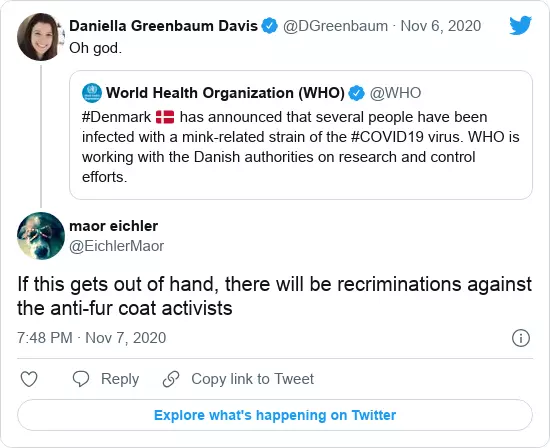 Daniella Greenbaum Davis @DGreenbaum · Nov 6, 2020
Oh god.
World Health Organization (WHO) @WHO
#Denmark 🇩🇰 has announced that several people have been
infected with a mink-related strain of the #COVID19 virus. WHO is
working with the Danish authorities on research and control
efforts.
maor eichler
@EichlerMaor
If this gets out of hand, there will be recriminations against
the anti-fur coat activists
7:48 PM · Nov 7, 2020
Reply Copy link to Tweet
Explore what's happening on Twitter